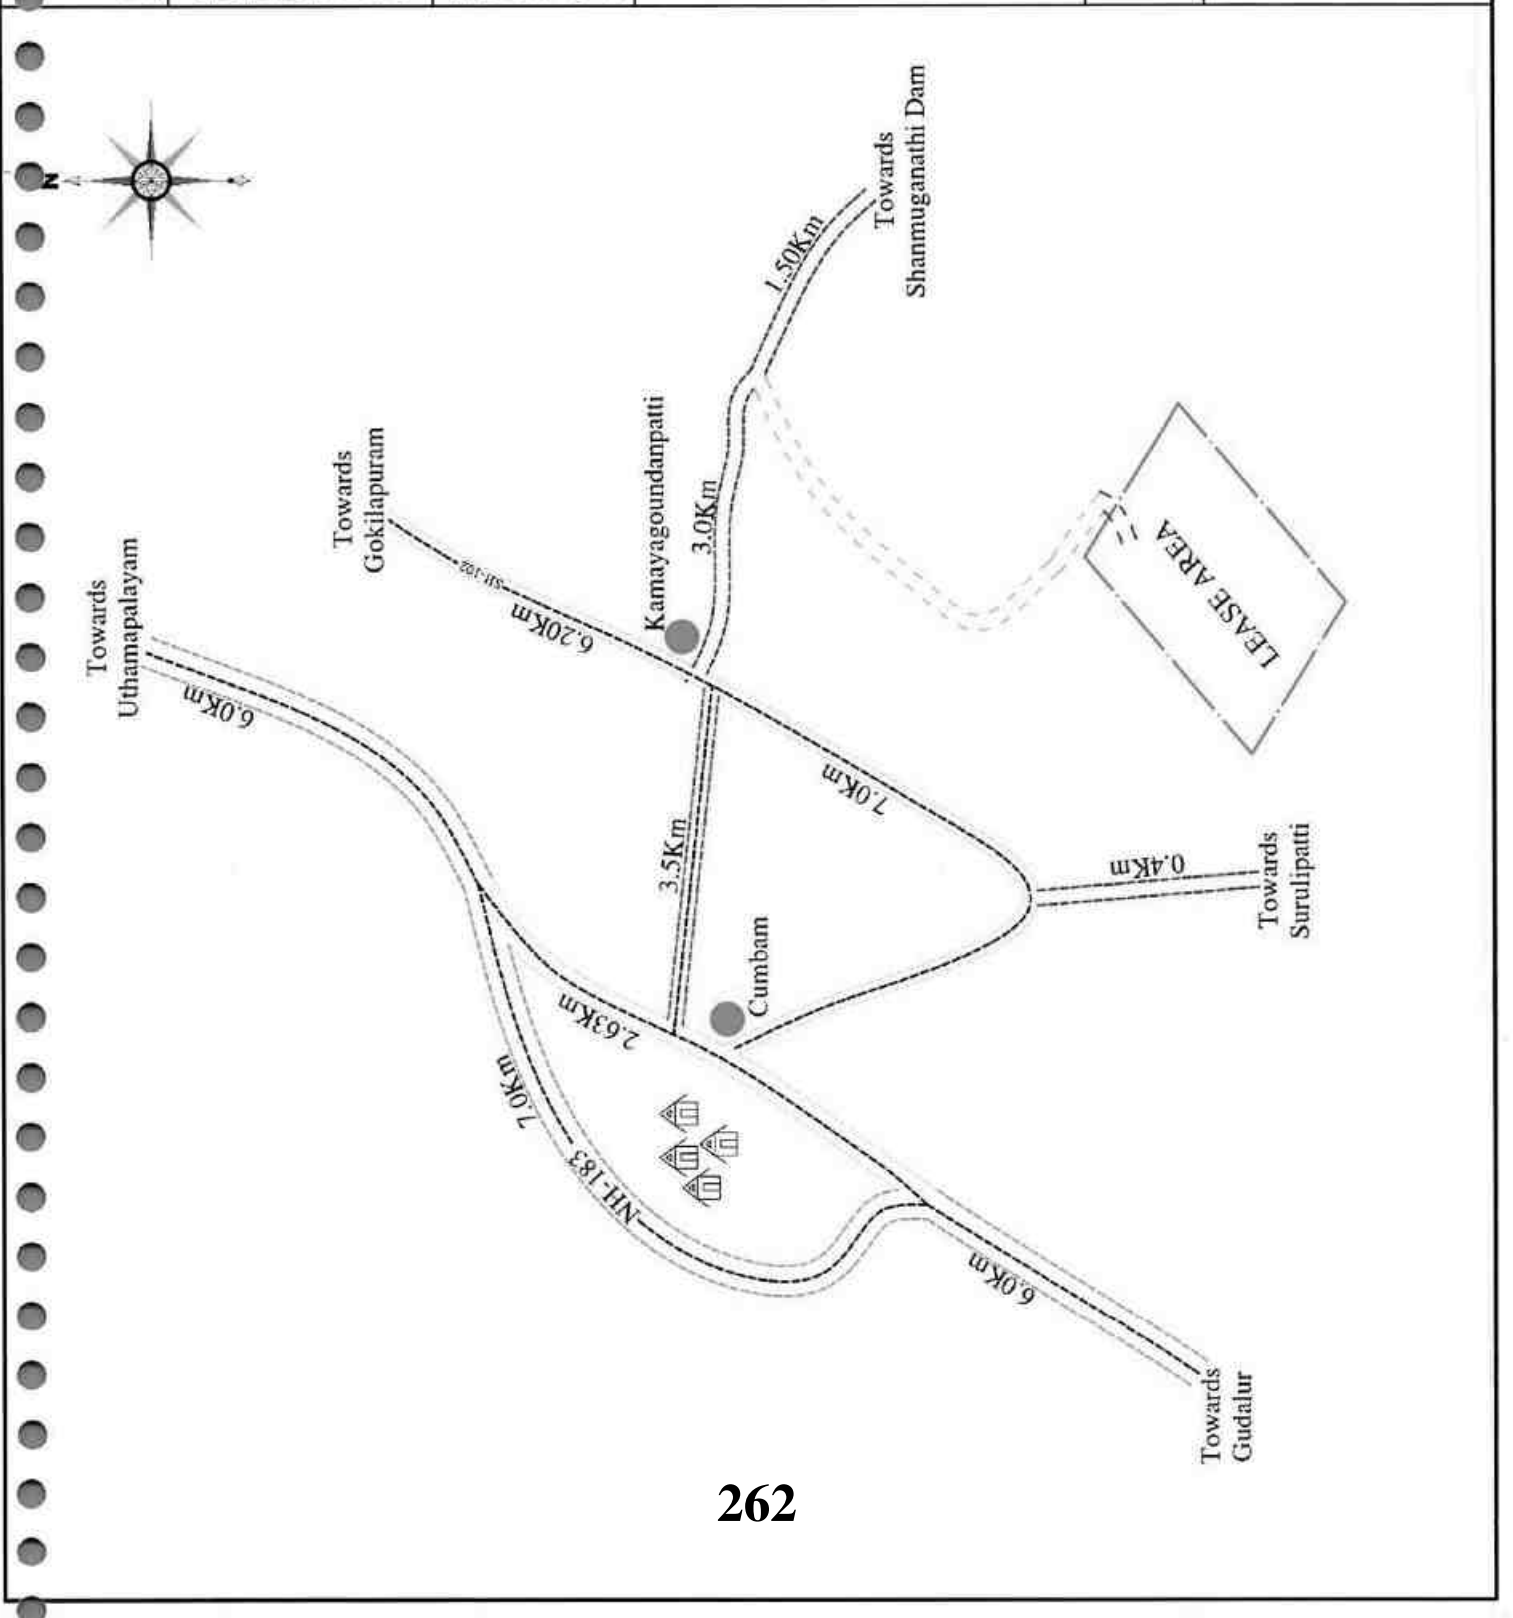 N
Towards
Uthamapalayam
6.0Km
Towards
Gokilapuram
SH-102
6.20Km
Kamayagoundanpatti
3.0Km
1.50Km
Towards
Shanmuganathi Dam
3.5Km
7.0Km
LEASE AREA
2.63Km
Cumbam
7.0Km
NH-183
0.4Km
Towards
Surulipatti
6.0Km
Towards
Gudalur
262